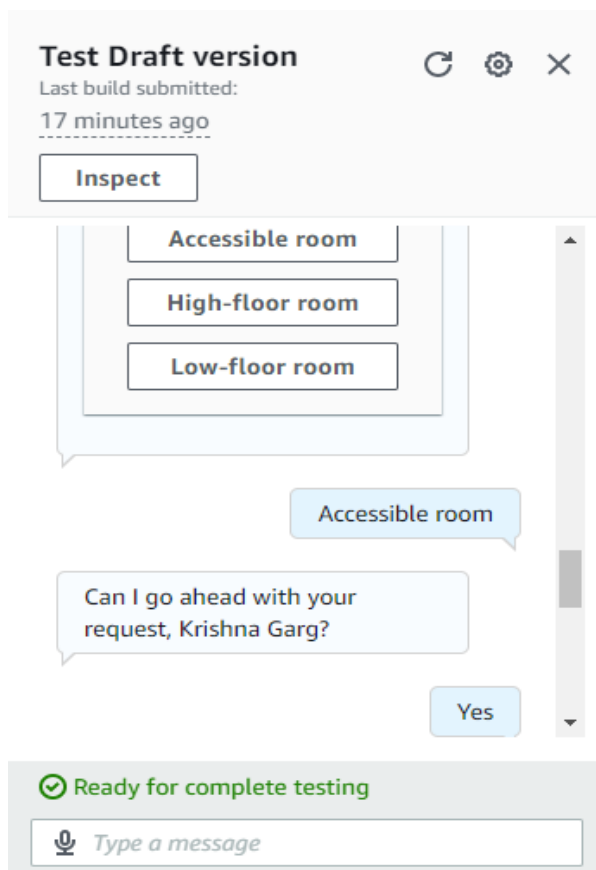 Test Draft version
Last build submitted:
17 minutes ago
Inspect
Accessible room
High-floor room
Low-floor room
Accessible room
Can I go ahead with your
request, Krishna Garg?
Yes
Ready for complete testing
Type a message